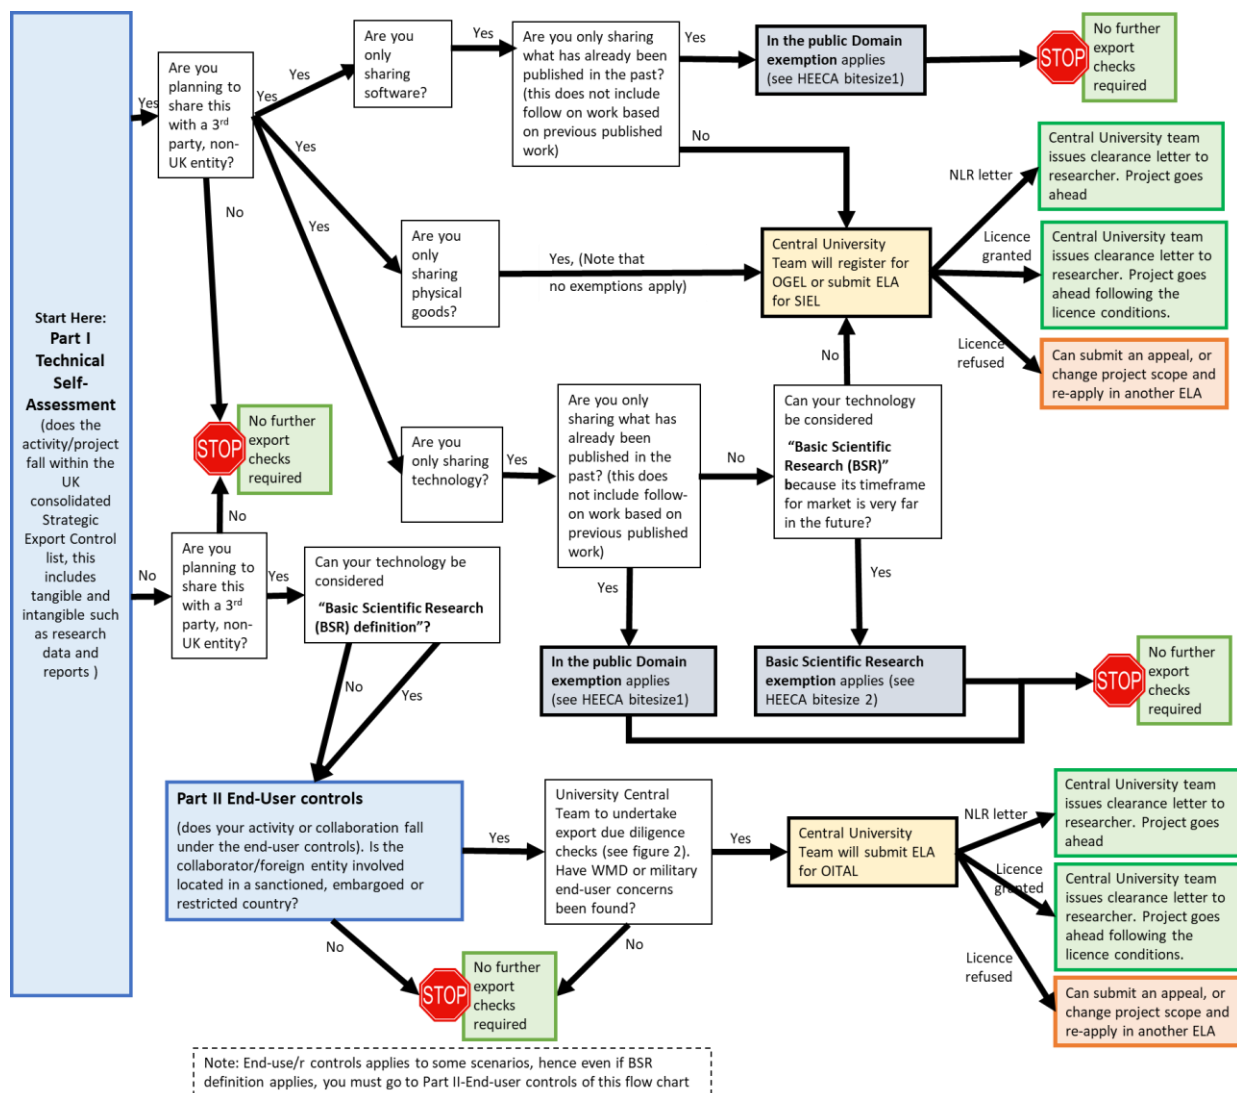 Start Here:
Part I
Technical
Self-
Assessment
(does the
activity/project
fall within the
UK
consolidated
Strategic
Export Control
list, this
includes
tangible and
intangible such
as research
data and
reports )
Yes
Are you
planning to
share this
with a 3rd
party, non-
UK entity?
Yes
Yes
Yes
Yes
No
Are you
only
sharing
software?
Yes
Are you only sharing
what has already been
published in the past?
(this does not include
follow on work based
on previous published
work)
Yes
No
In the public Domain
exemption applies
(see HEECA bitesize1)
STOP
No further
export
checks
required
Are you
only
sharing
physical
goods?
Yes, (Note that
no exemptions apply)
Central University
Team will register for
OGEL or submit ELA
for SIEL
NLR letter
Licence
granted
Licence
refused
Central University team
issues clearance letter to
researcher. Project goes
ahead
Central University team
issues clearance letter to
researcher. Project goes
ahead following the
licence conditions.
Can submit an appeal, or
change project scope and
re-apply in another ELA
STOP
No further
export
checks
required
No
Are you
only sharing
technology?
Yes
Are you only
sharing what has
already been
published in the
past? (this does
not include follow-
on work based on
previous published
work)
No
Yes
No
Can your technology
be considered
“Basic Scientific
Research (BSR)”
because its timeframe
for market is very far
in the future?
Yes
In the public Domain
exemption applies
(see HEECA bitesize1)
Basic Scientific Research
exemption applies (see
HEECA bitesize 2)
STOP
No further
export
checks
required
No
Are you
planning to
share this
with a 3rd
party, non-
UK entity?
Yes
Can your technology be
considered
“Basic Scientific Research
(BSR) definition”?
No
Yes
Part II End-User controls
(does your activity or collaboration fall
under the end-user controls). Is the
collaborator/foreign entity involved
located in a sanctioned, embargoed or
restricted country?
Yes
No
University Central
Team to undertake
export due diligence
checks (see figure 2).
Have WMD or military
end-user concerns
been found?
Yes
No
STOP
No further
export
checks
required
Central University
Team will submit ELA
for OITAL
NLR letter
Licence
granted
Licence
refused
Central University team
issues clearance letter to
researcher. Project goes
ahead
Central University team
issues clearance letter to
researcher. Project goes
ahead following the
licence conditions.
Can submit an appeal, or
change project scope and
re-apply in another ELA
Note: End-use/r controls applies to some scenarios, hence even if BSR
definition applies, you must go to Part II-End-user controls of this flow chart